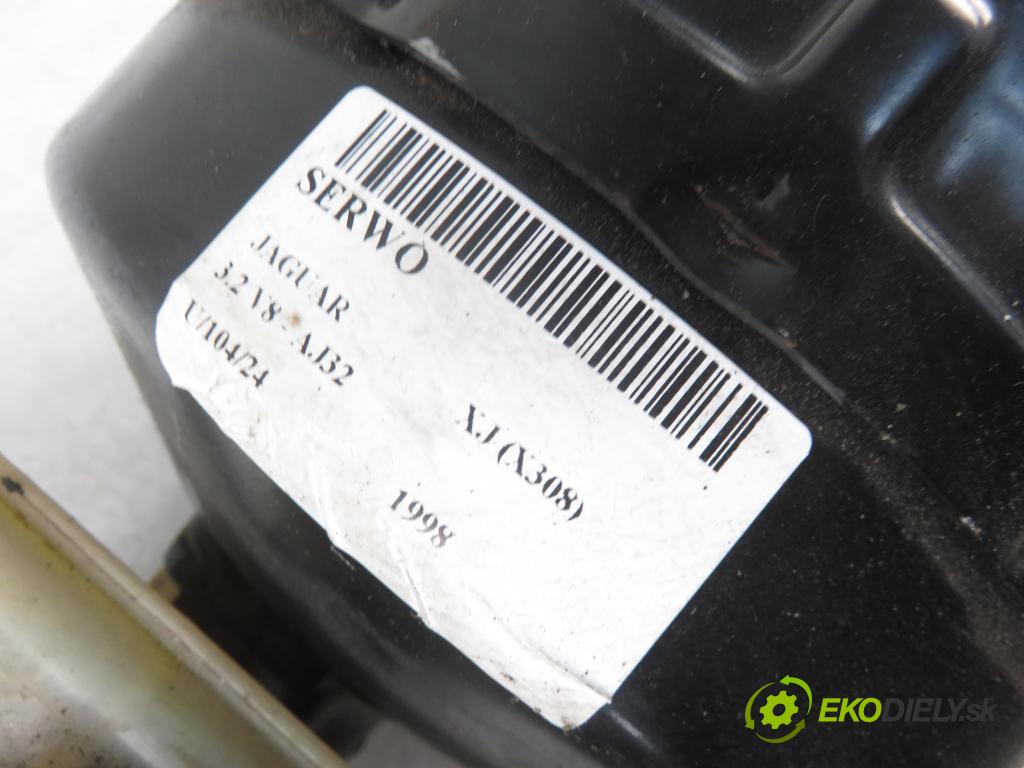 SERWO
JAGUAR XJ (X308)
3.2 V8 - AJ32 1998
U/104/24
EKODIELY.sk